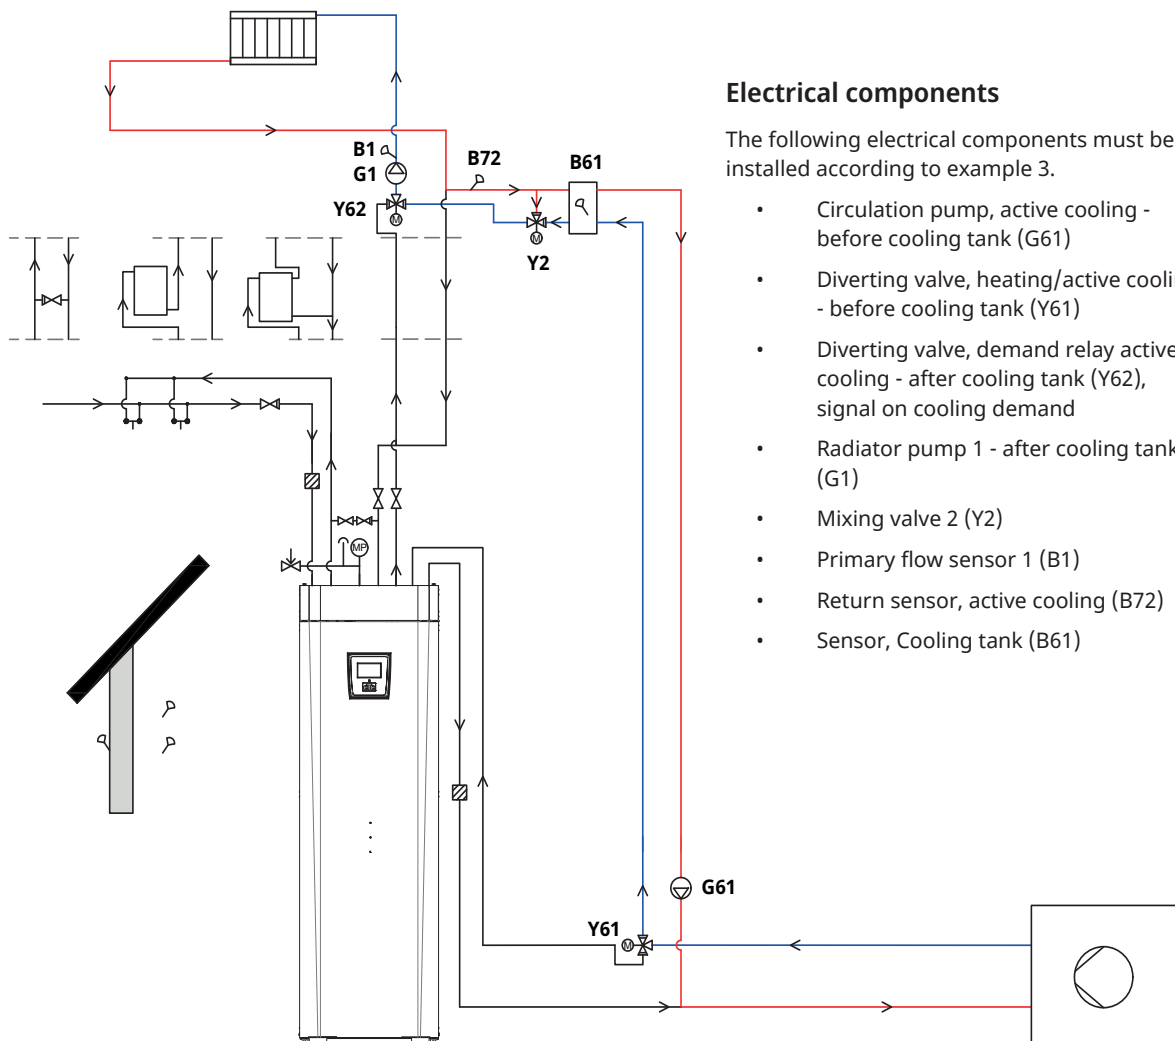 B1
G1
B72
B61
Y62
M
M
Y2
MP
G61
Y61
M
Electrical components
The following electrical components must be
installed according to example 3.
• Circulation pump, active cooling -
before cooling tank (G61)
• Diverting valve, heating/active cooli
- before cooling tank (Y61)
• Diverting valve, demand relay active
cooling - after cooling tank (Y62),
signal on cooling demand
• Radiator pump 1 - after cooling tank
(G1)
• Mixing valve 2 (Y2)
• Primary flow sensor 1 (B1)
• Return sensor, active cooling (B72)
• Sensor, Cooling tank (B61)